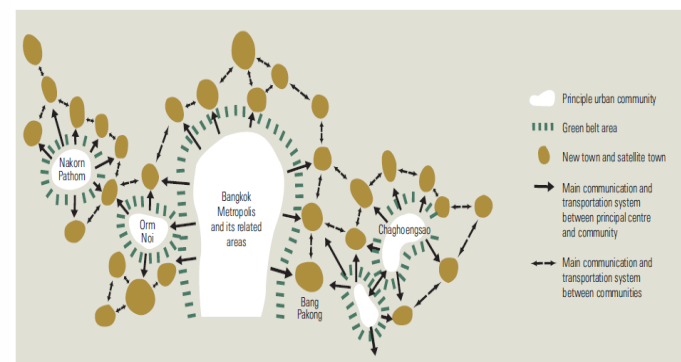 Nakorn
Pathom
Orm
Noi
Bangkok
Metropolis
and its related
areas
Bang
Pakong
Chaghoengsao
Principle urban community
Green belt area
New town and satellite town
Main communication and
transportation system
between principal centre
and community
Main communication and
transportation system
between communities